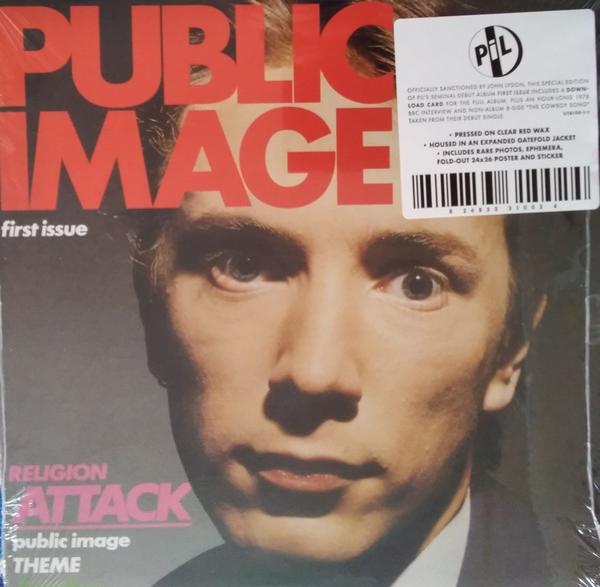 PUBLIC
IMAGE
first issue
RELIGION
ATTACK
public image
THEME
PiL
OFFICIALLY SANCTIONED BY JOHN LYDON, THIS SPECIAL EDITION
OF PIL'S SEMINAL DEBUT ALBUM FIRST ISSUE INCLUDES A DOWN-
LOAD CARD FOR THE FULL ALBUM, PLUS AN HOUR-LONG 1978
BBC INTERVIEW AND NON-ALBUM B-SIDE "THE COWBOY SONG"
TAKEN FROM THEIR DEBUT SINGLE.
• PRESSED ON CLEAR RED WAX
• HOUSED IN AN EXPANDED GATEFOLD JACKET
• INCLUDES RARE PHOTOS, EPHEMERA,
FOLD-OUT 24x26 POSTER AND STICKER